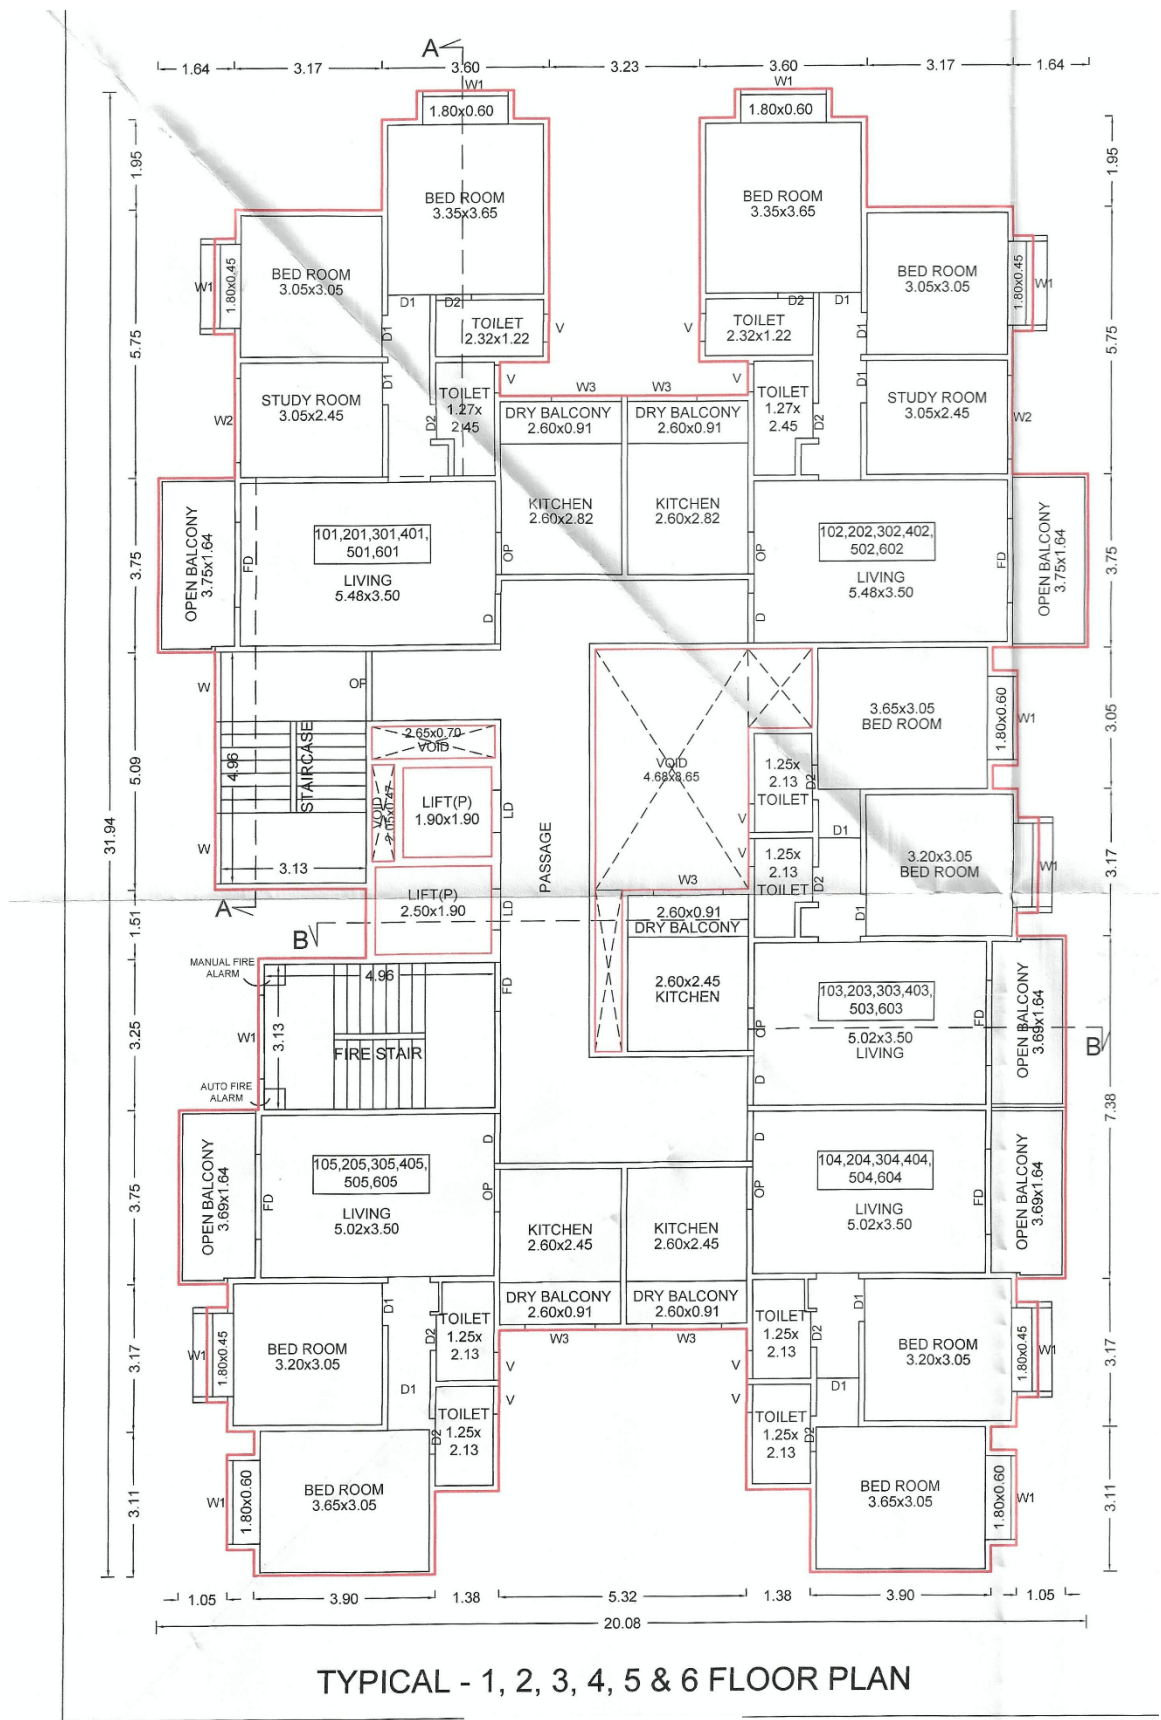 A
1.64 3.17 3.60 3.23 3.60 3.17 1.64
W1 W1
1.80x0.60 1.80x0.60
1.95 1.95
BED ROOM
3.35x3.65
BED ROOM
3.35x3.65
W1 1.80x0.45
BED ROOM
3.05x3.05
BED ROOM
3.05x3.05
1.80x0.45 W1
D1 D2 D2 D1
5.75 5.75
D1 TOILET
2.32x1.22
V V
TOILET
2.32x1.22
D1
W2
STUDY ROOM
3.05x2.45
D1 D2
TOILET
1.27x
2.45
V W3 W3 V
DRY BALCONY
2.60x0.91
DRY BALCONY
2.60x0.91
TOILET
1.27x
2.45
D2 D1
STUDY ROOM
3.05x2.45
W2
3.75 3.75
OPEN BALCONY
3.75x1.64
FD
101,201,301,401,
501,601
LIVING
5.48x3.50
OP D
KITCHEN
2.60x2.82
KITCHEN
2.60x2.82
OP D
102,202,302,402,
502,602
LIVING
5.48x3.50
FD
OPEN BALCONY
3.75x1.64
31.94
5.09
W OP
4.96
STAIRCASE
3.13
W
2.65x0.70
VOID
VOID
2.05x0.47
LIFT(P)
1.90x1.90
LD
PASSAGE
VOID
4.68x8.65
3.65x3.05
BED ROOM
1.80x0.60
W1
3.05
1.25x
2.13
TOILET
D2
V D1
3.20x3.05
BED ROOM
W1
3.17
V
1.25x
2.13
TOILET
D2 D1
A
1.51
B
LIFT(P)
2.50x1.90
LD
W3
2.60x0.91
DRY BALCONY
MANUAL FIRE
ALARM
4.96
FD
3.25
W1
3.13
FIRE STAIR
AUTO FIRE
ALARM
2.60x2.45
KITCHEN
OP D
103,203,303,403,
503,603
5.02x3.50
LIVING
FD
OPEN BALCONY
3.69x1.64
B
7.38
3.75
OPEN BALCONY
3.69x1.64
FD
105,205,305,405,
505,605
LIVING
5.02x3.50
D OP
KITCHEN
2.60x2.45
KITCHEN
2.60x2.45
D OP
104,204,304,404,
504,604
LIVING
5.02x3.50
FD
OPEN BALCONY
3.69x1.64
DRY BALCONY
2.60x0.91
DRY BALCONY
2.60x0.91
W3 W3
3.17 3.17
W1 1.80x0.45
BED ROOM
3.20x3.05
D1 D2
TOILET
1.25x
2.13
V V
TOILET
1.25x
2.13
D2 D1
BED ROOM
3.20x3.05
1.80x0.45 W1
D1 V V D1
3.11 3.11
W1 1.80x0.60
BED ROOM
3.65x3.05
D2
TOILET
1.25x
2.13
TOILET
1.25x
2.13
D2
BED ROOM
3.65x3.05
1.80x0.60 W1
1.05 3.90 1.38 5.32 1.38 3.90 1.05
20.08
TYPICAL - 1, 2, 3, 4, 5 & 6 FLOOR PLAN